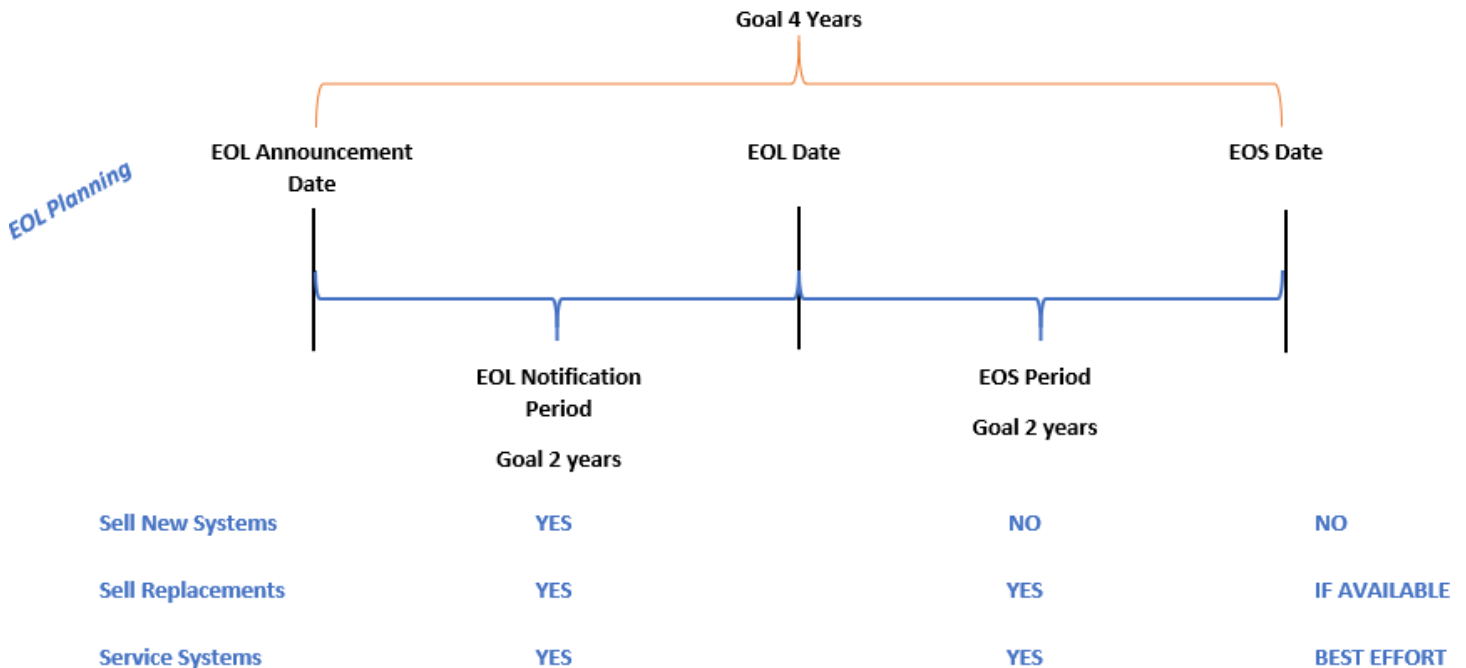 Goal 4 Years
EOL Planning
EOL Announcement
Date
EOL Date
EOS Date
EOL Notification
Period
Goal 2 years
EOS Period
Goal 2 years
Sell New Systems YES NO NO
Sell Replacements YES YES IF AVAILABLE
Service Systems YES YES BEST EFFORT